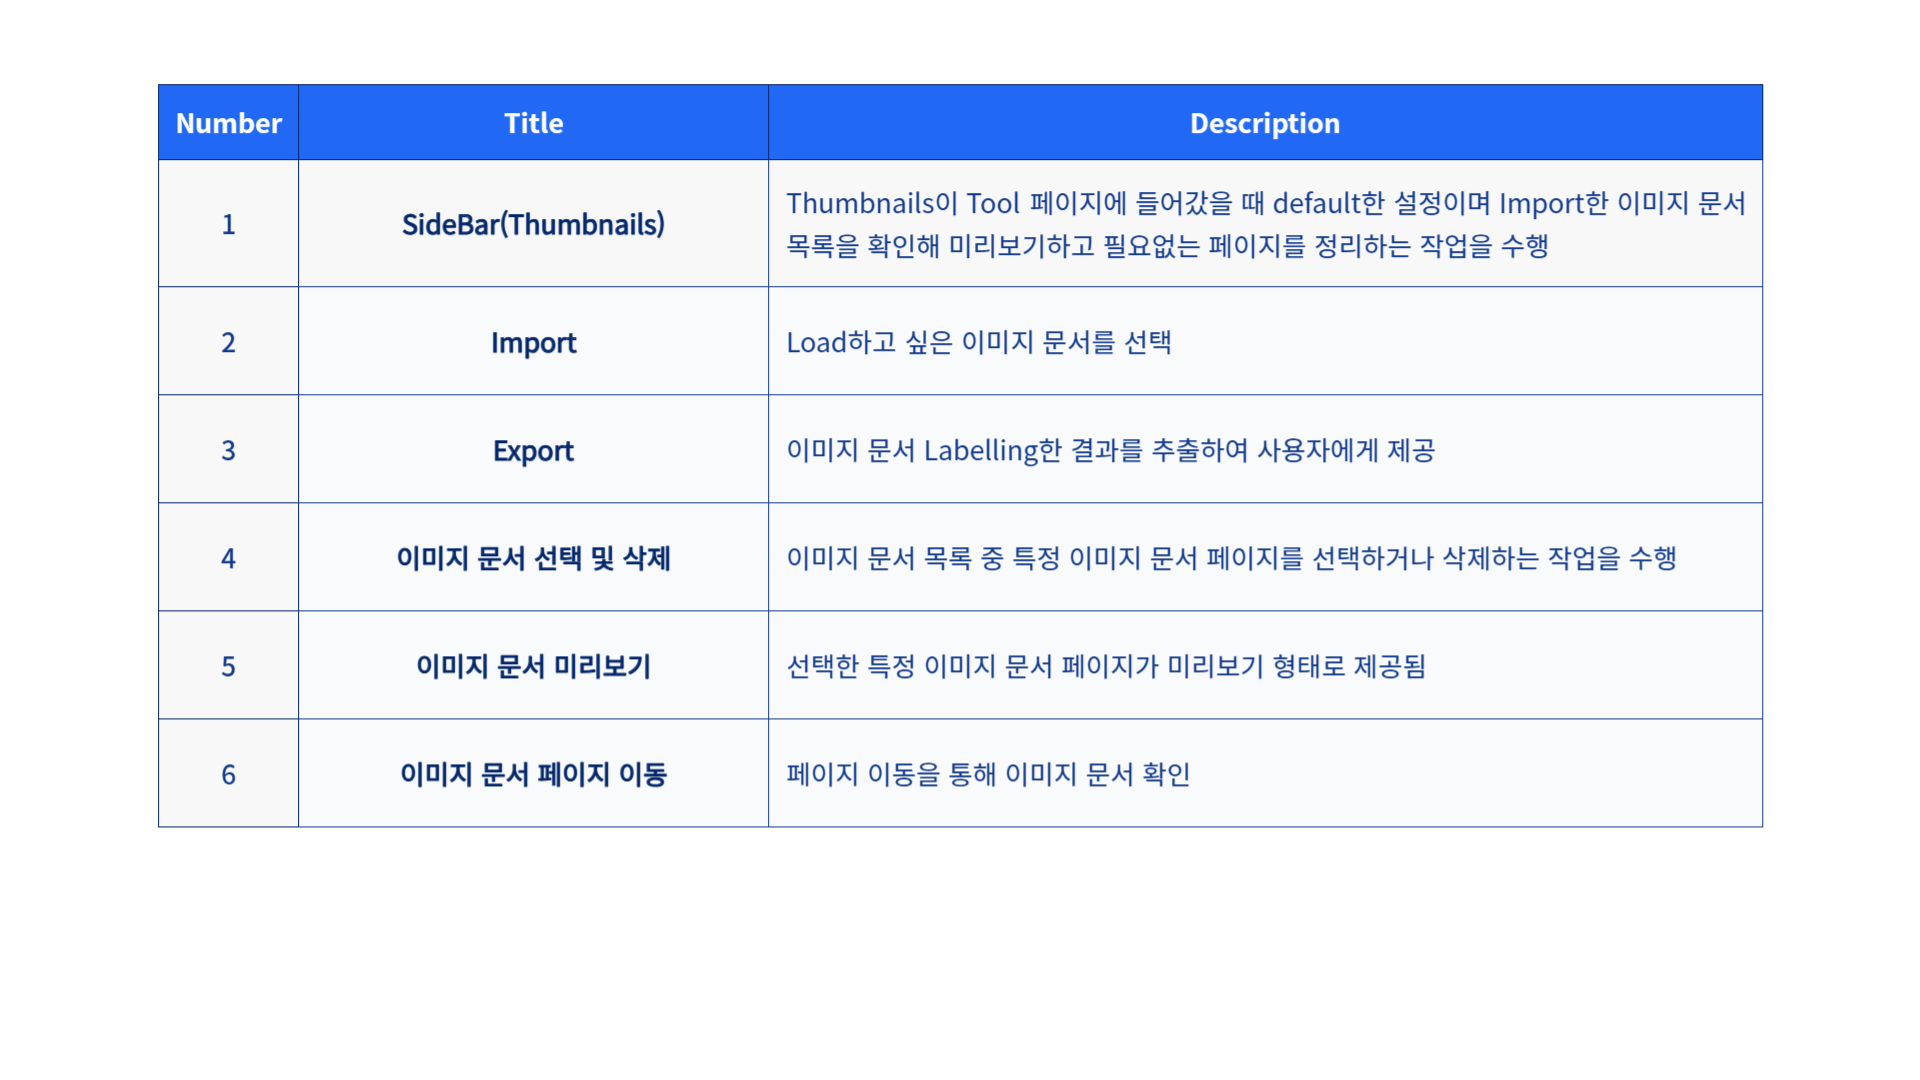 Number Title Description
1 SideBar(Thumbnails) Thumbnails이 Tool 페이지에 들어갔을 때 default한 설정이며 Import한 이미지 문서
목록을 확인해 미리보기하고 필요없는 페이지를 정리하는 작업을 수행
2 Import Load하고 싶은 이미지 문서를 선택
3 Export 이미지 문서 Labelling한 결과를 추출하여 사용자에게 제공
4 이미지 문서 선택 및 삭제 이미지 문서 목록 중 특정 이미지 문서 페이지를 선택하거나 삭제하는 작업을 수행
5 이미지 문서 미리보기 선택한 특정 이미지 문서 페이지가 미리보기 형태로 제공됨
6 이미지 문서 페이지 이동 페이지 이동을 통해 이미지 문서 확인